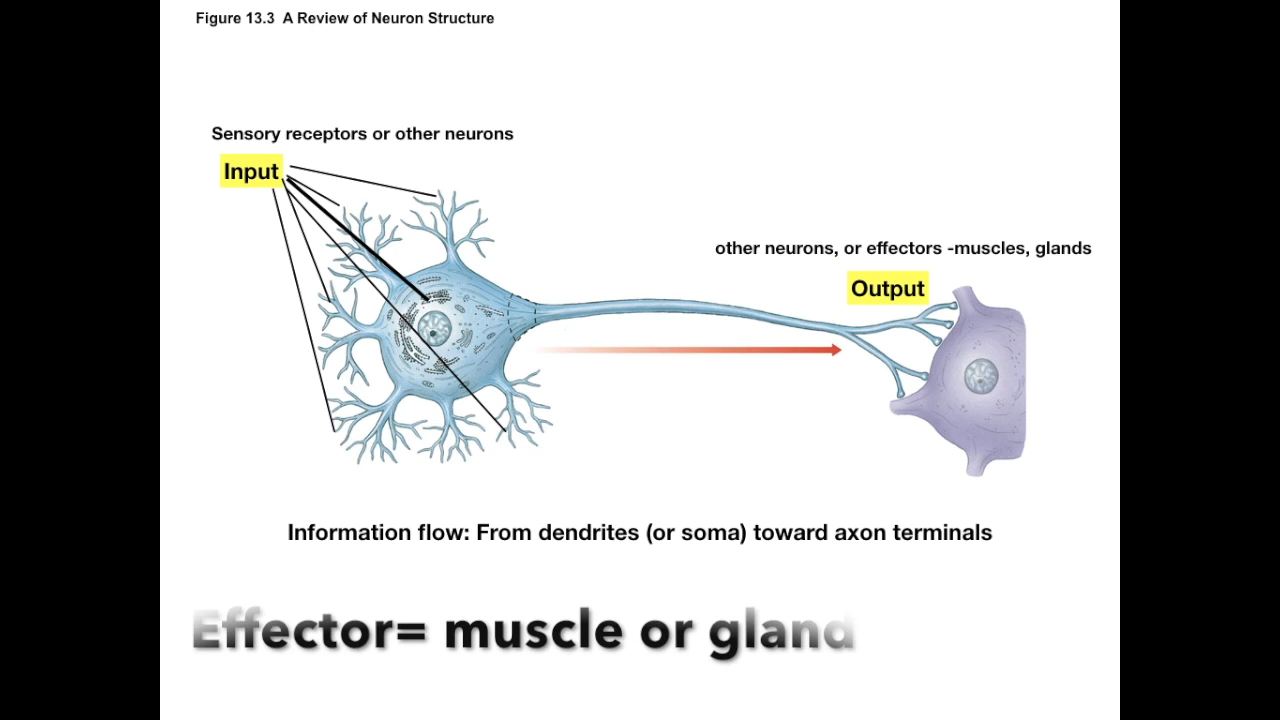 Figure 13.3 A Review of Neuron Structure
Sensory receptors or other neurons
Input
other neurons, or effectors -muscles, glands
Output
Information flow: From dendrites (or soma) toward axon terminals
Effector= muscle or gland